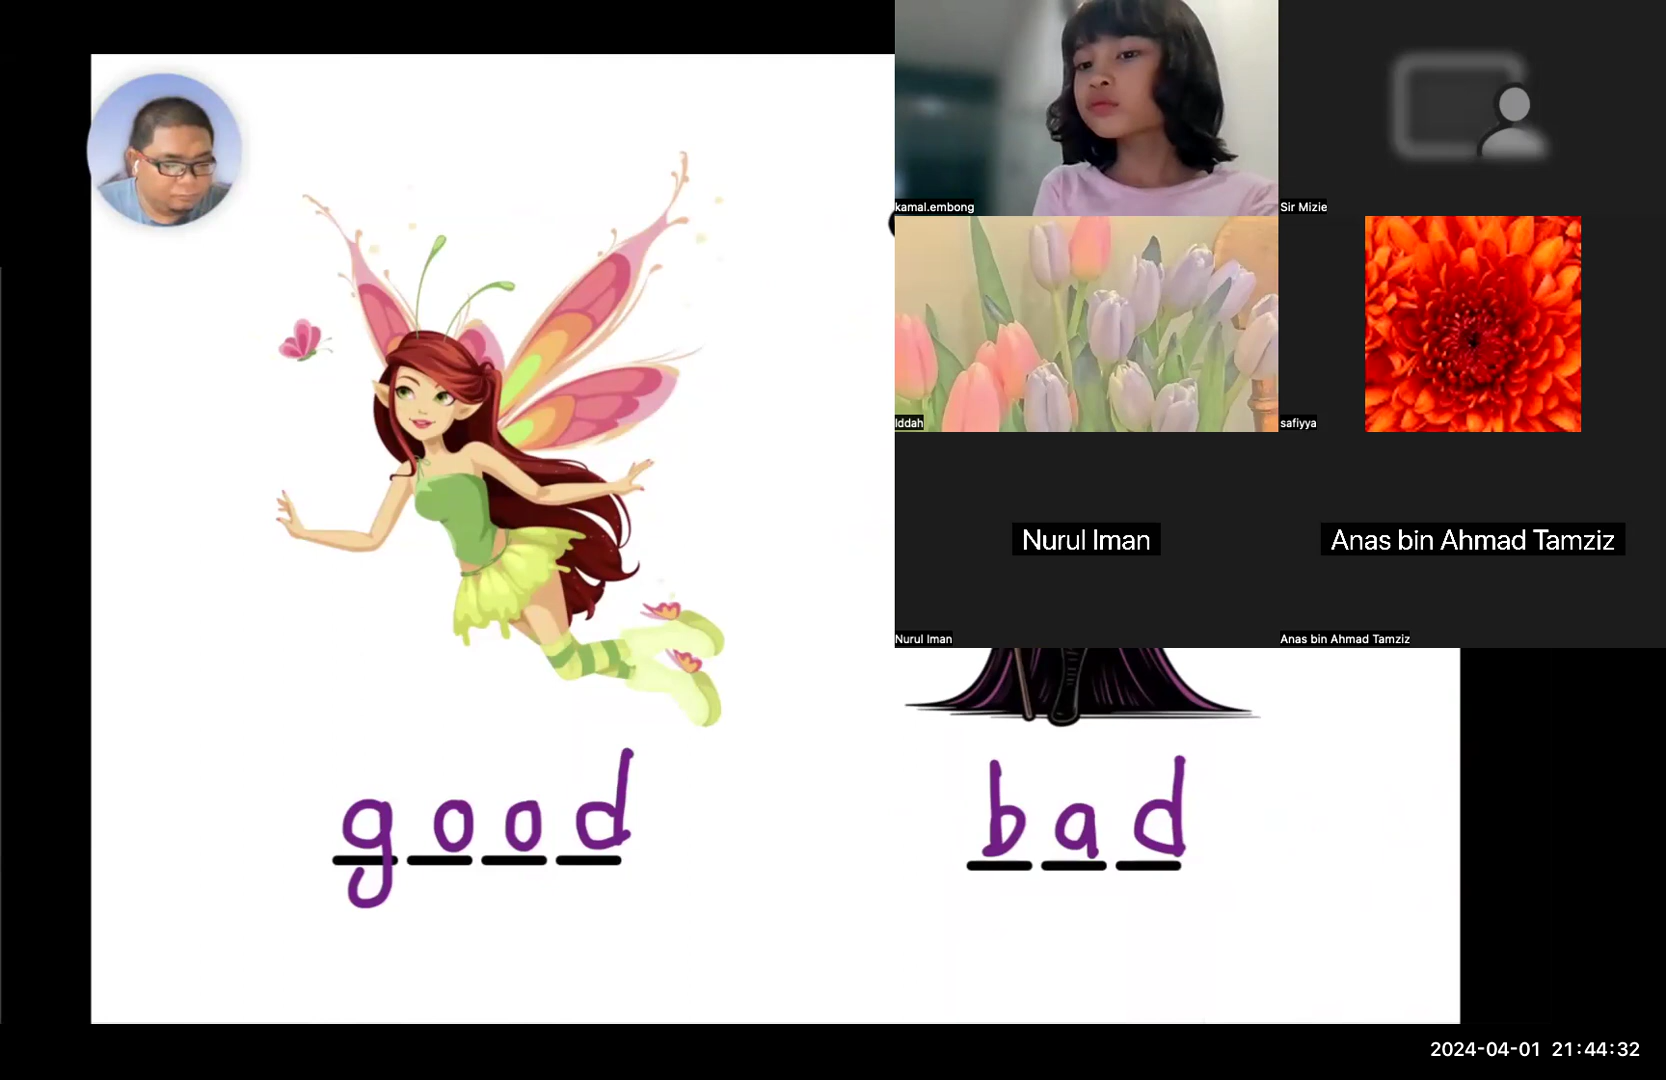 kamal.embong
Sir Mizie
Iddah
safiyya
Nurul Iman
Anas bin Ahmad Tamziz
Nurul Iman
Anas bin Ahmad Tamziz
good
bad
2024-04-01 21:44:32